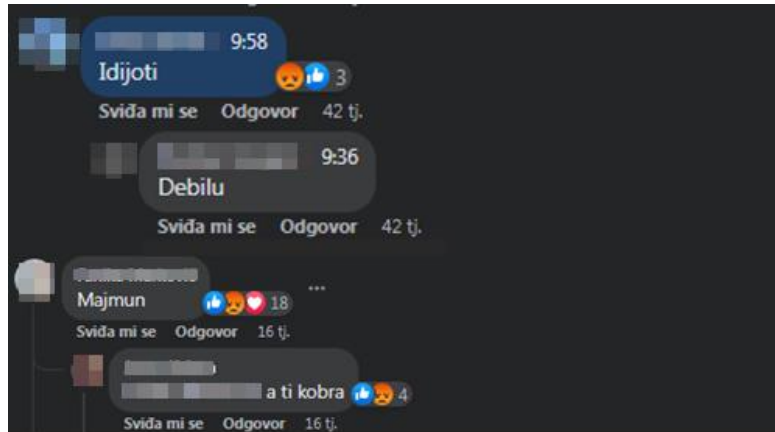 9:58
Idijoti
3
Sviđa mi se Odgovor 42 tj.
9:36
Debilu
Sviđa mi se Odgovor 42 tj.
Majmun
18
Sviđa mi se Odgovor 16 tj.
a ti kobra
4
Sviđa mi se Odgovor 16 tj.